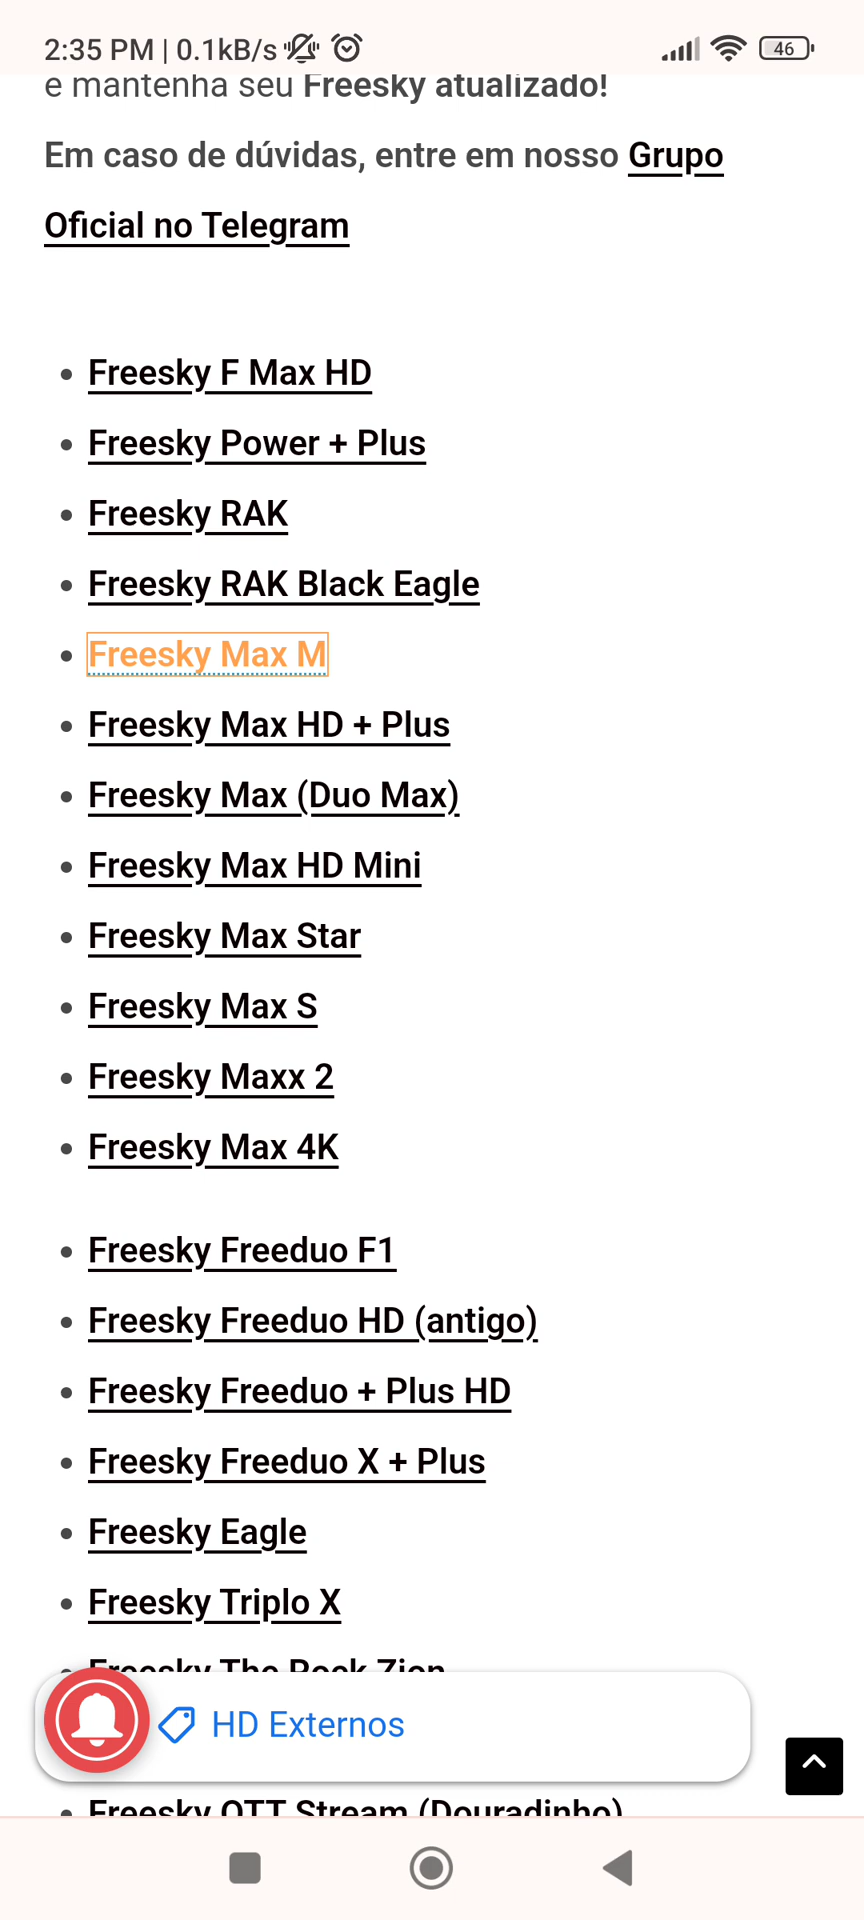 2:35 PM | 0.1kB/s
46
e mantenha seu Freesky atualizado!
Em caso de dúvidas, entre em nosso Grupo
Oficial no Telegram
Freesky F Max HD
Freesky Power + Plus
Freesky RAK
Freesky RAK Black Eagle
Freesky Max M
Freesky Max HD + Plus
Freesky Max (Duo Max)
Freesky Max HD Mini
Freesky Max Star
Freesky Max S
Freesky Maxx 2
Freesky Max 4K
Freesky Freeduo F1
Freesky Freeduo HD (antigo)
Freesky Freeduo + Plus HD
Freesky Freeduo X + Plus
Freesky Eagle
Freesky Triplo X
Freesky The Rock Zion
HD Externos
Freesky OTT Stream (Douradinho)